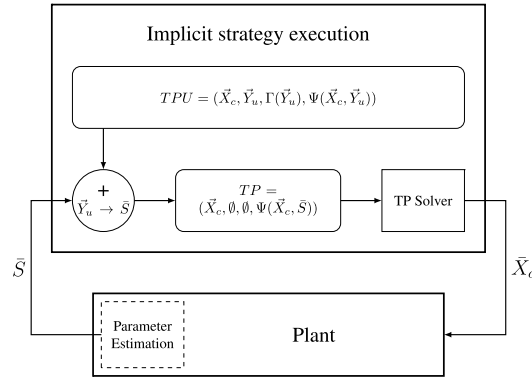 Implicit strategy execution
TPU = (X⃗_c, Y⃗_u, Γ(Y⃗_u), Ψ(X⃗_c, Y⃗_u))
+
Y⃗_u → S̄
TP =
(X⃗_c, ∅, ∅, Ψ(X⃗_c, S̄))
TP Solver
S̄
X̄_c
Parameter
Estimation
Plant